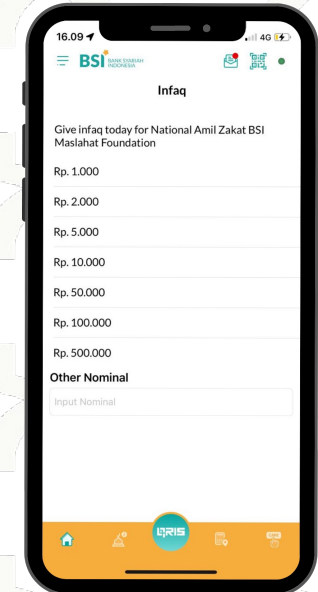 16.09
4G
BSI BANK SYARIAH INDONESIA
Infaq
Give infaq today for National Amil Zakat BSI
Maslahat Foundation
Rp. 1.000
Rp. 2.000
Rp. 5.000
Rp. 10.000
Rp. 50.000
Rp. 100.000
Rp. 500.000
Other Nominal
Input Nominal
QRIS